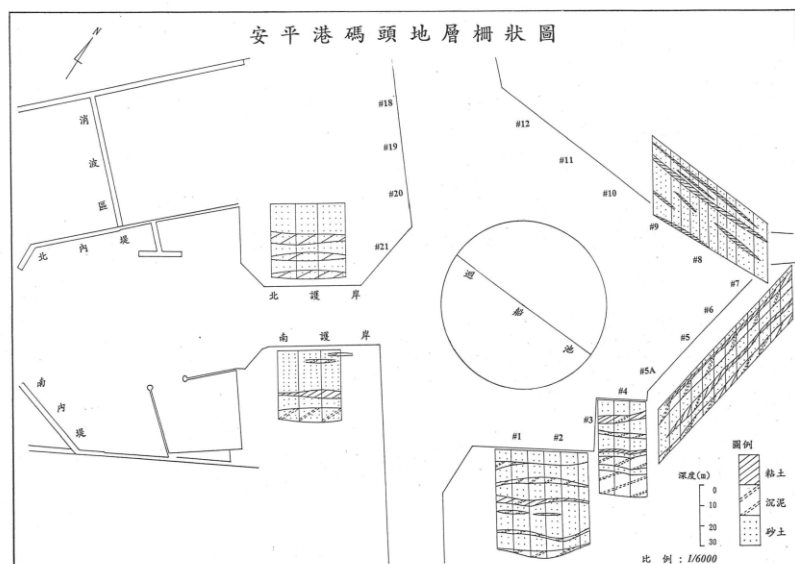 安平港碼頭地層柵狀圖
N
消波區
北內堤
#18
#19
#20
#21
北護岸
南護岸
南內堤
迴船池
#12
#11
#10
#9
#8
#7
#6
#5
#5A
#4
#3
#1
#2
圖例
粘土
沉泥
砂土
深度(m)
0
10
20
30
比例：1/6000